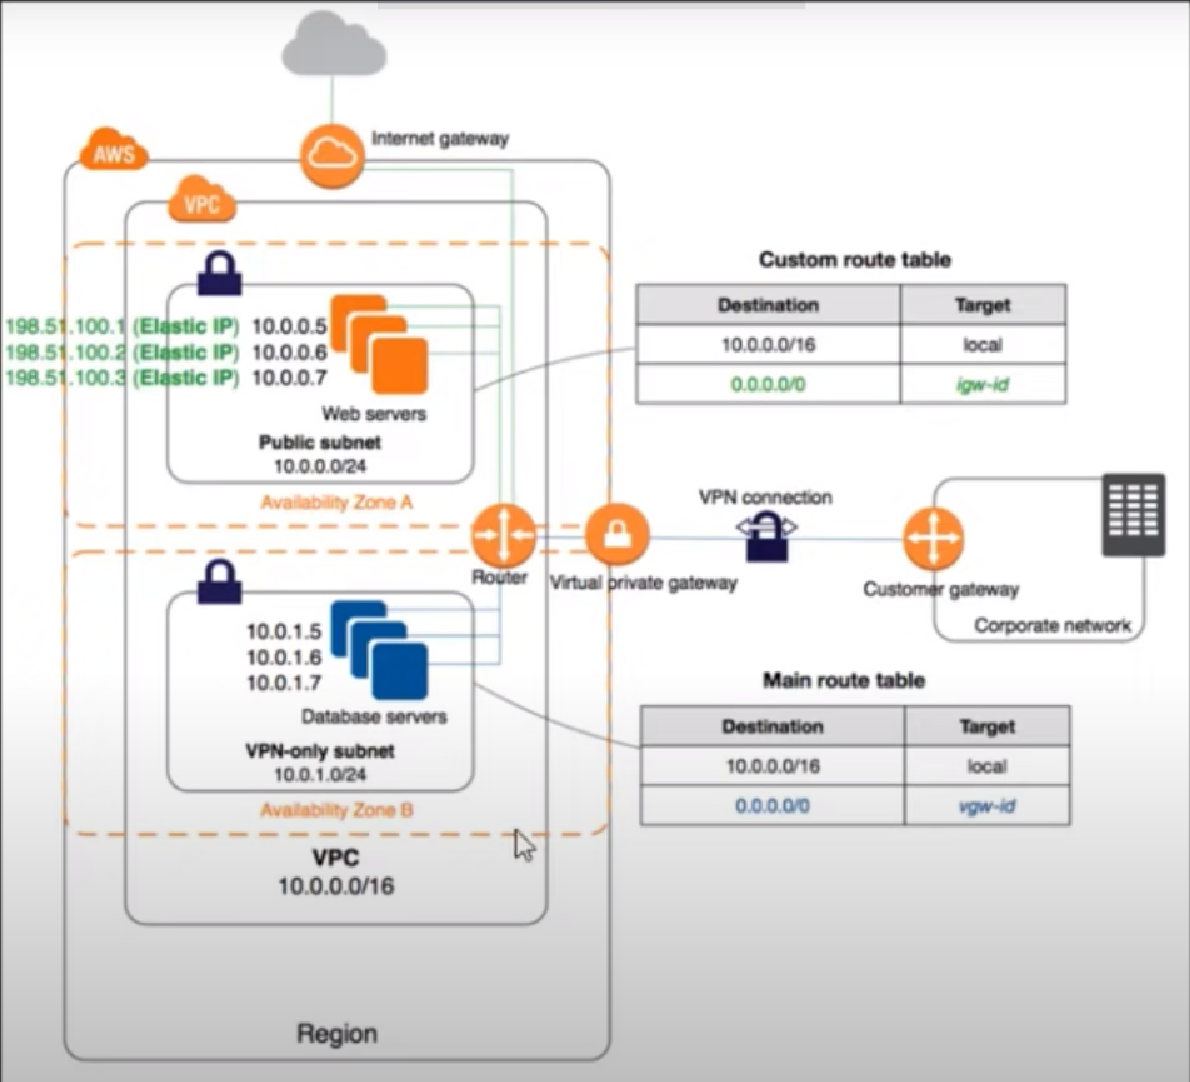 Internet gateway
AWS
VPC
Custom route table
Destination Target
10.0.0.0/16 local
0.0.0.0/0 igw-id
198.51.100.1 (Elastic IP) 10.0.0.5
198.51.100.2 (Elastic IP) 10.0.0.6
198.51.100.3 (Elastic IP) 10.0.0.7
Web servers
Public subnet
10.0.0.0/24
Availability Zone A
VPN connection
Router
Virtual private gateway
Customer gateway
Corporate network
10.0.1.5
10.0.1.6
10.0.1.7
Database servers
VPN-only subnet
10.0.1.0/24
Availability Zone B
Main route table
Destination Target
10.0.0.0/16 local
0.0.0.0/0 vgw-id
VPC
10.0.0.0/16
Region